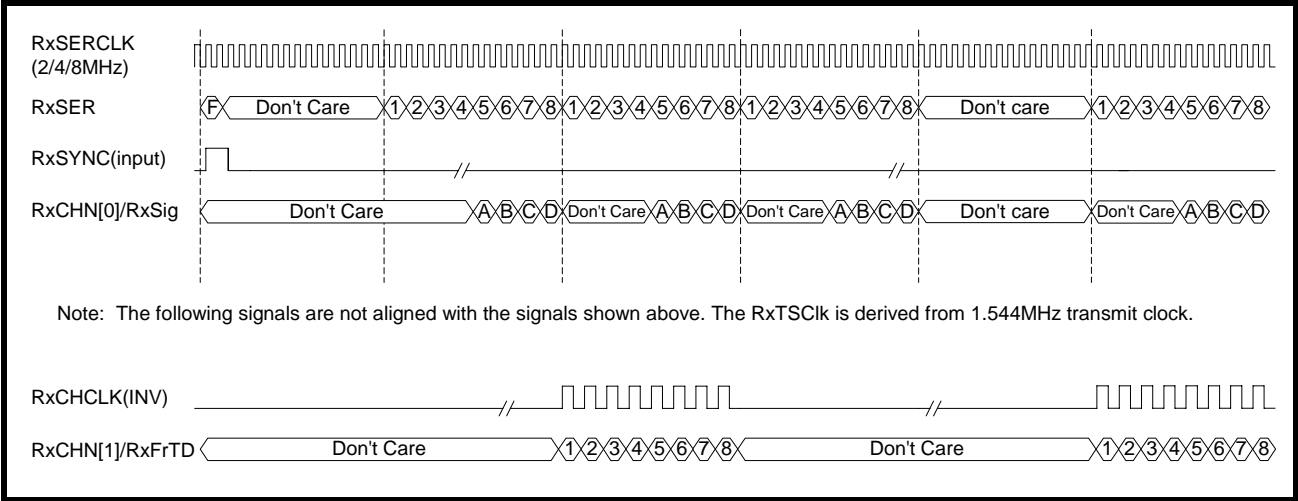 RxSERCLK
(2/4/8MHz)
RxSER F Don't Care 1 2 3 4 5 6 7 8 1 2 3 4 5 6 7 8 1 2 3 4 5 6 7 8 Don't care 1 2 3 4 5 6 7 8
RxSYNC(input)
RxCHN[0]/RxSig Don't Care A B C D Don't Care A B C D Don't Care A B C D Don't care Don't Care A B C D
Note: The following signals are not aligned with the signals shown above. The RxTSClk is derived from 1.544MHz transmit clock.
RxCHCLK(INV)
RxCHN[1]/RxFrTD Don't Care 1 2 3 4 5 6 7 8 Don't Care 1 2 3 4 5 6 7 8